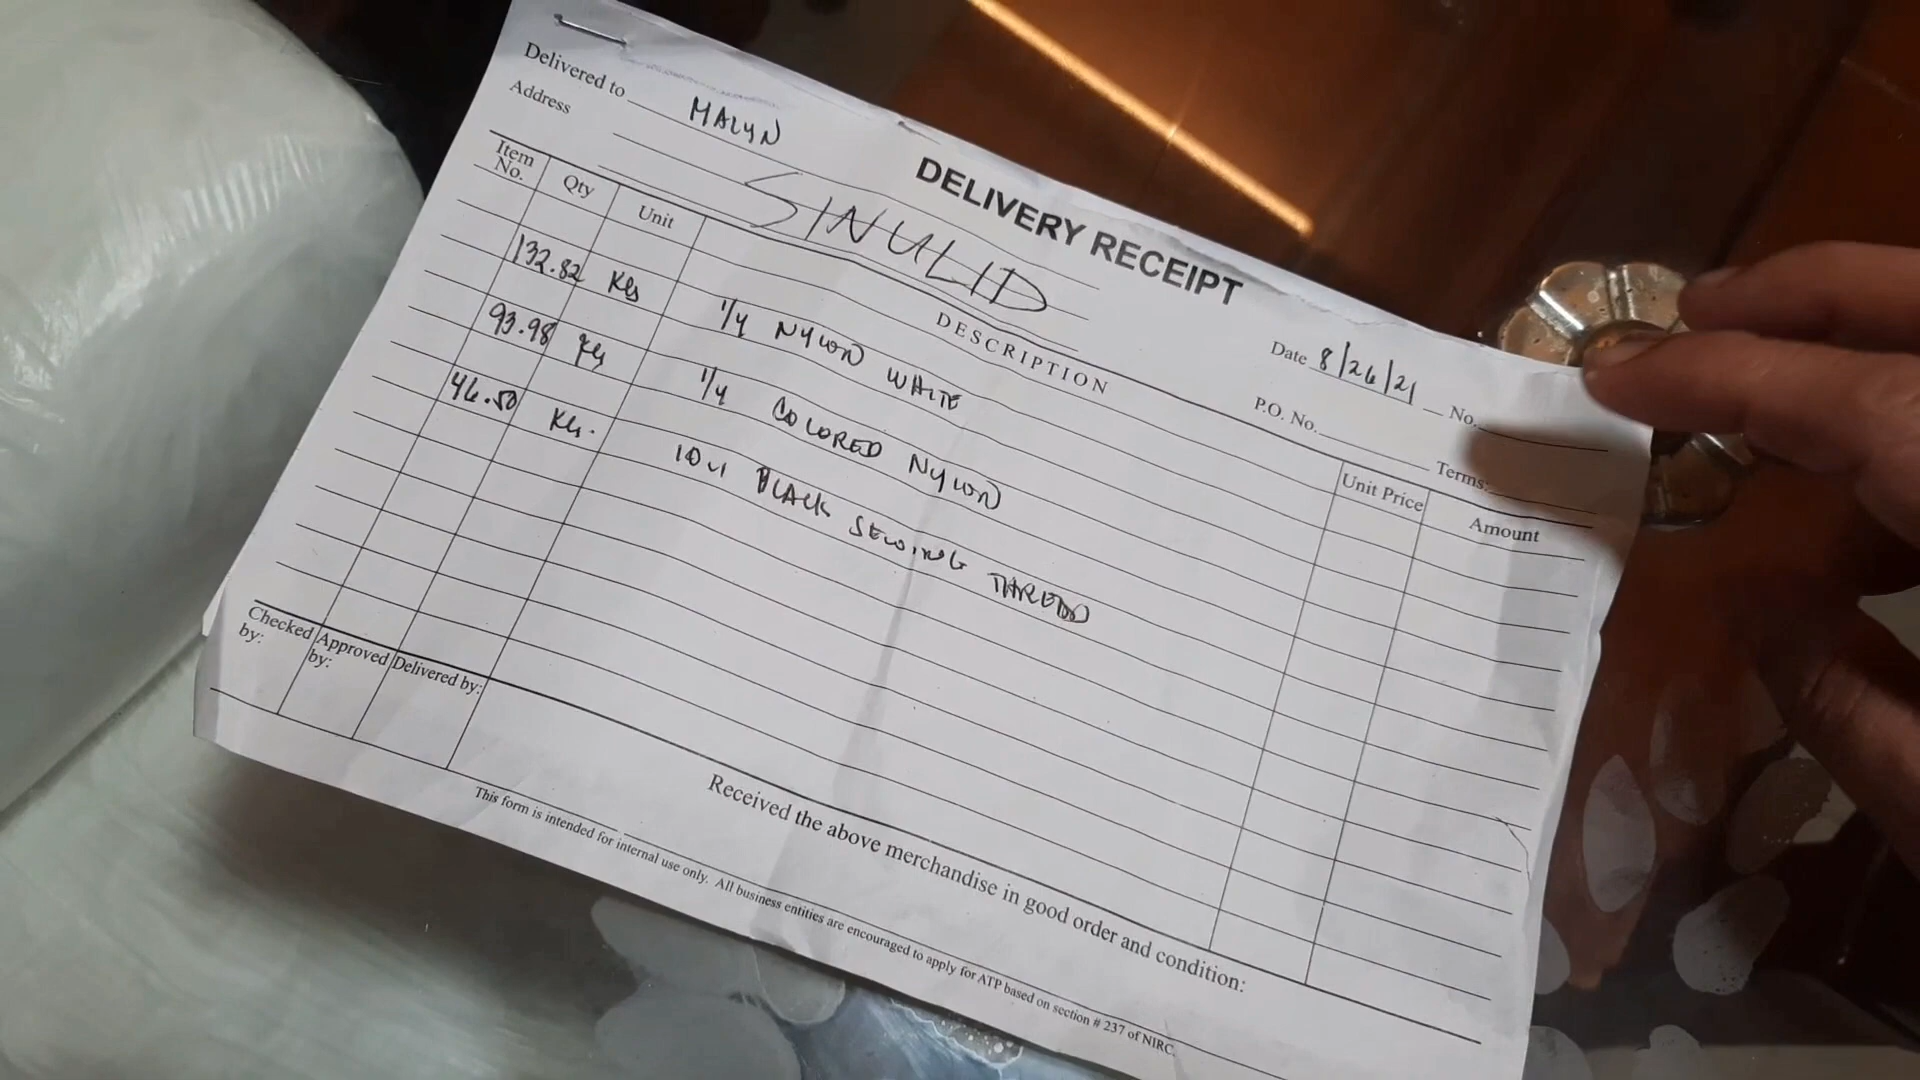 DELIVERY RECEIPT
Delivered to MALYN
Date 8/26/21 No.
Address
SINULID
P.O. No. Terms:
Item No. Qty Unit DESCRIPTION Unit Price Amount
132.82 Kgs 1/4 NYLON WHITE
93.98 Kgs 1/4 COLORED NYLON
46.50 Kgs. BLACK SEWING THREAD
Checked by: Approved by: Delivered by:
Received the above merchandise in good order and condition:
This form is intended for internal use only. All business entities are encouraged to apply for ATP based on section # 237 of NIRC.